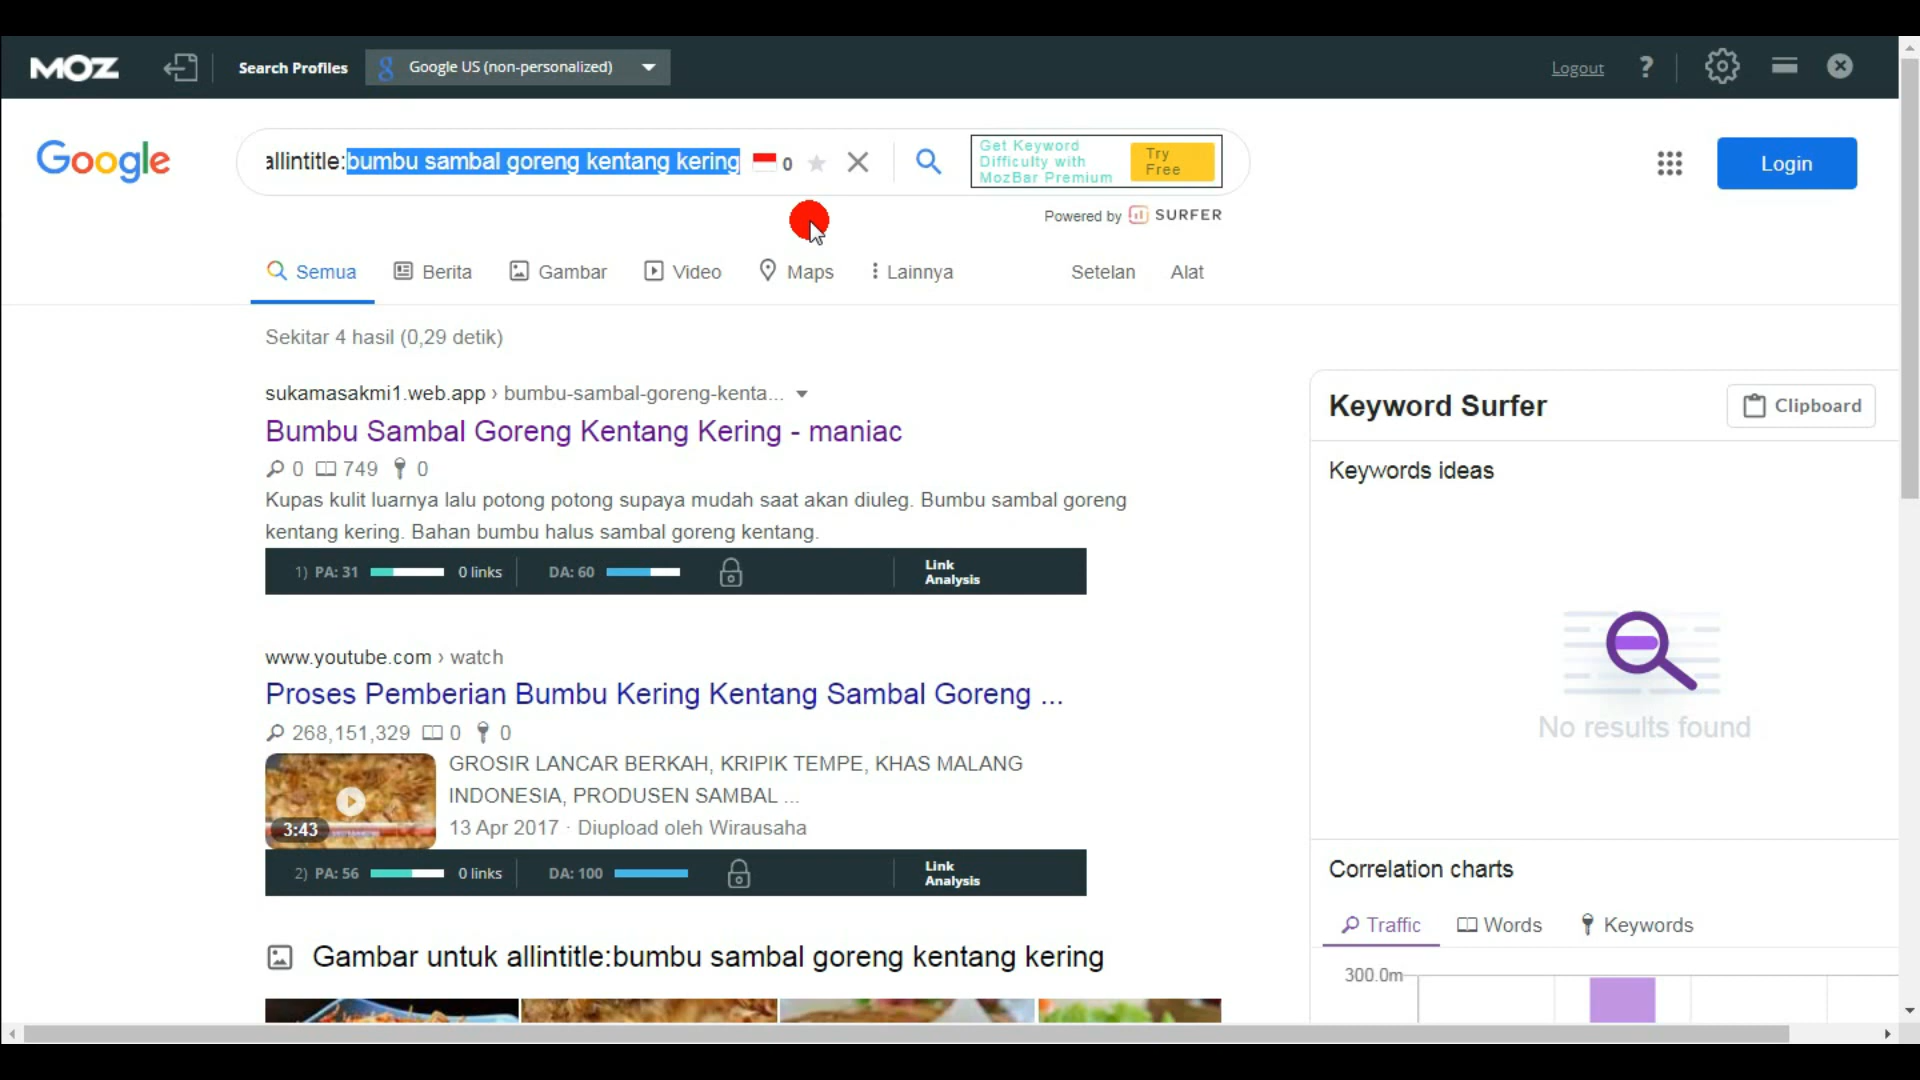 MOZ
Search Profiles
Google US (non-personalized)
Logout
?
Google
allintitle:bumbu sambal goreng kentang kering
0
Get Keyword
Difficulty with
MozBar Premium
Try
Free
Login
Powered by SURFER
Semua
Berita
Gambar
Video
Maps
Lainnya
Setelan
Alat
Sekitar 4 hasil (0,29 detik)
sukamasakmi1.web.app › bumbu-sambal-goreng-kenta...
Bumbu Sambal Goreng Kentang Kering - maniac
0 749 0
Kupas kulit luarnya lalu potong potong supaya mudah saat akan diuleg. Bumbu sambal goreng
kentang kering. Bahan bumbu halus sambal goreng kentang.
1) PA: 31 0 links DA: 60
Link
Analysis
www.youtube.com › watch
Proses Pemberian Bumbu Kering Kentang Sambal Goreng ...
268,151,329 0 0
GROSIR LANCAR BERKAH, KRIPIK TEMPE, KHAS MALANG
INDONESIA, PRODUSEN SAMBAL ...
3:43
13 Apr 2017 · Diupload oleh Wirausaha
2) PA: 56 0 links DA: 100
Link
Analysis
Gambar untuk allintitle:bumbu sambal goreng kentang kering
Keyword Surfer
Clipboard
Keywords ideas
No results found
Correlation charts
Traffic
Words
Keywords
300.0m